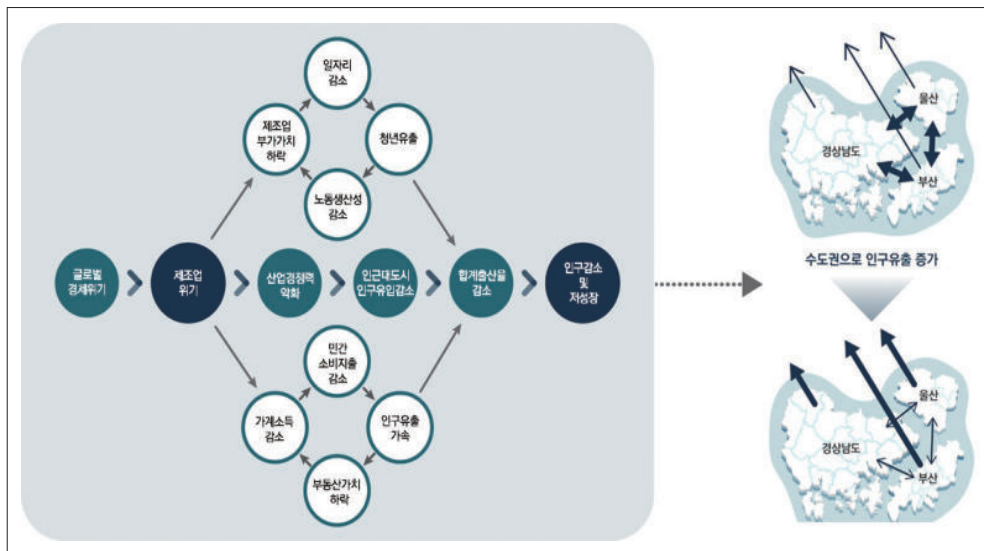 일자리
감소
제조업
부가가치
하락
청년유출
노동생산성
감소
글로벌
경제위기
제조업
위기
산업경쟁력
악화
인근대도시
인구유입감소
합계출산율
감소
인구감소
및
저성장
민간
소비지출
감소
가계소득
감소
인구유출
가속
부동산가치
하락
울산
경상남도
부산
수도권으로 인구유출 증가
울산
경상남도
부산